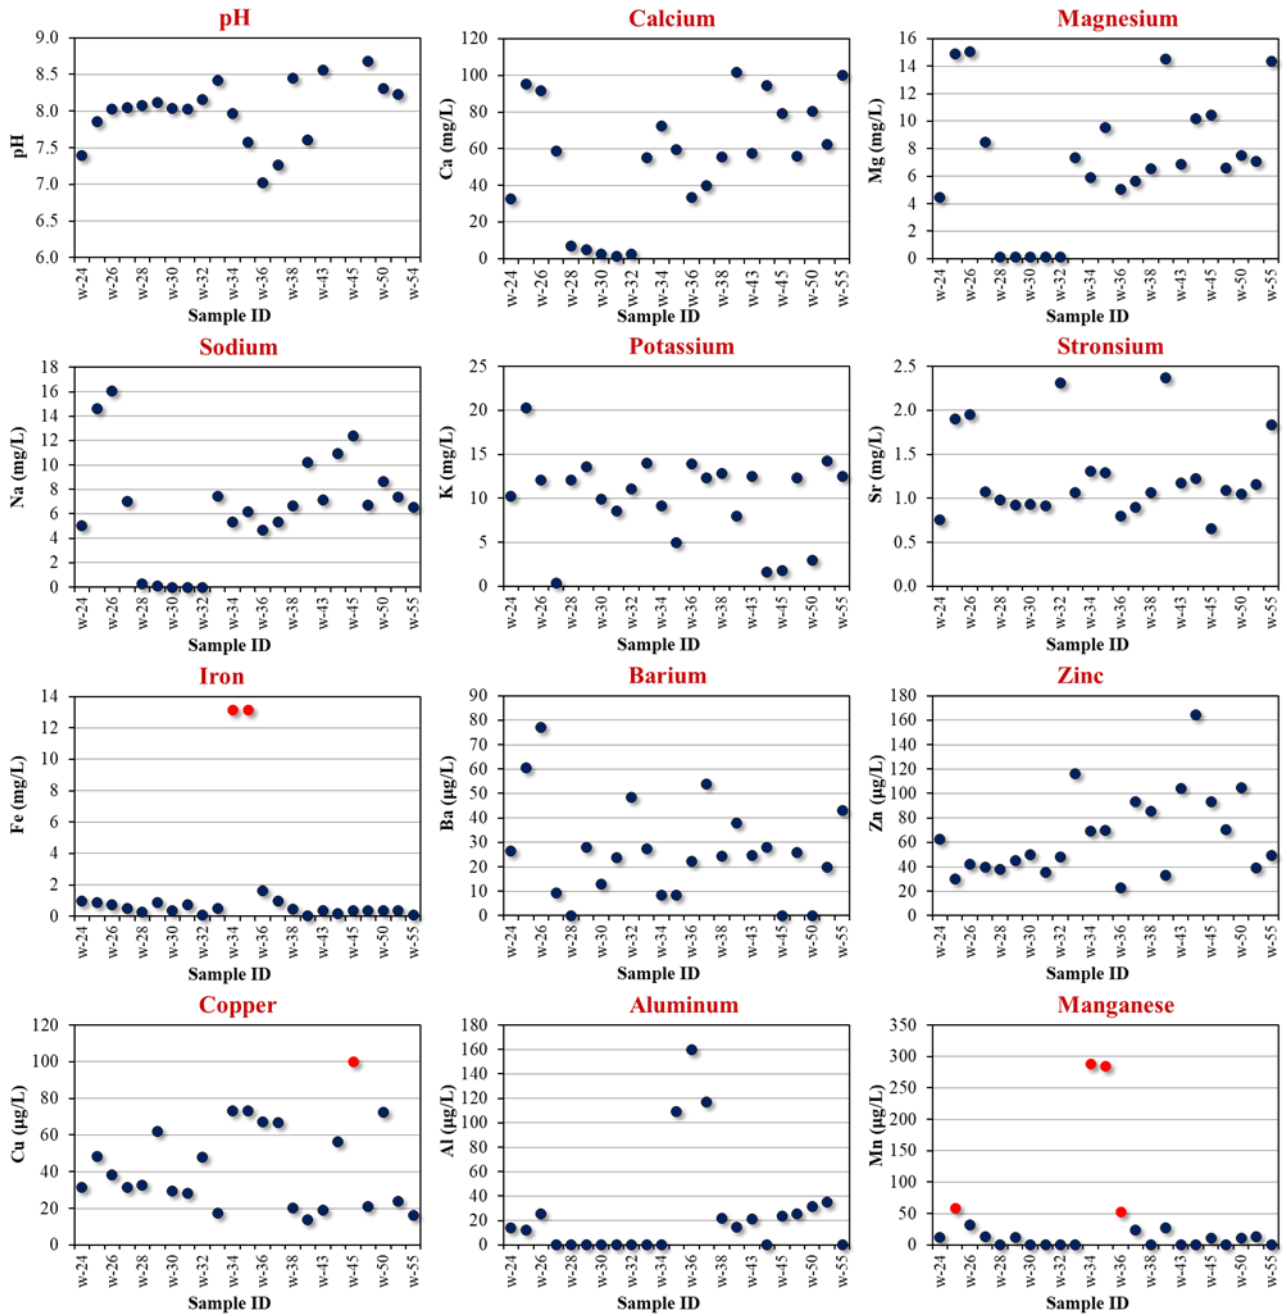 pH
Calcium
Magnesium
9.0
8.5
8.0
7.5
7.0
6.5
6.0
pH
w-24
w-26
w-28
w-30
w-32
w-34
w-36
w-38
w-43
w-45
w-50
w-54
Sample ID
120
100
80
60
40
20
0
Ca (mg/L)
w-24
w-26
w-28
w-30
w-32
w-34
w-36
w-38
w-43
w-45
w-50
w-55
Sample ID
16
14
12
10
8
6
4
2
0
Mg (mg/L)
w-24
w-26
w-28
w-30
w-32
w-34
w-36
w-38
w-43
w-45
w-50
w-55
Sample ID
Sodium
Potassium
Stronsium
18
16
14
12
10
8
6
4
2
0
Na (mg/L)
w-24
w-26
w-28
w-30
w-32
w-34
w-36
w-38
w-43
w-45
w-50
w-55
Sample ID
25
20
15
10
5
0
K (mg/L)
w-24
w-26
w-28
w-30
w-32
w-34
w-36
w-38
w-43
w-45
w-50
w-55
Sample ID
2.5
2.0
1.5
1.0
0.5
0.0
Sr (mg/L)
w-24
w-26
w-28
w-30
w-32
w-34
w-36
w-38
w-43
w-45
w-50
w-55
Sample ID
Iron
Barium
Zinc
14
12
10
8
6
4
2
0
Fe (mg/L)
w-24
w-26
w-28
w-30
w-32
w-34
w-36
w-38
w-43
w-45
w-50
w-55
Sample ID
90
80
70
60
50
40
30
20
10
0
Ba (µg/L)
w-24
w-26
w-28
w-30
w-32
w-34
w-36
w-38
w-43
w-45
w-50
w-55
Sample ID
180
160
140
120
100
80
60
40
20
0
Zn (µg/L)
w-24
w-26
w-28
w-30
w-32
w-34
w-36
w-38
w-43
w-45
w-50
w-55
Sample ID
Copper
Aluminum
Manganese
120
100
80
60
40
20
0
Cu (µg/L)
w-24
w-26
w-28
w-30
w-32
w-34
w-36
w-38
w-43
w-45
w-50
w-55
Sample ID
180
160
140
120
100
80
60
40
20
0
Al (µg/L)
w-24
w-26
w-28
w-30
w-32
w-34
w-36
w-38
w-43
w-45
w-50
w-55
Sample ID
350
300
250
200
150
100
50
0
Mn (µg/L)
w-24
w-26
w-28
w-30
w-32
w-34
w-36
w-38
w-43
w-45
w-50
w-55
Sample ID